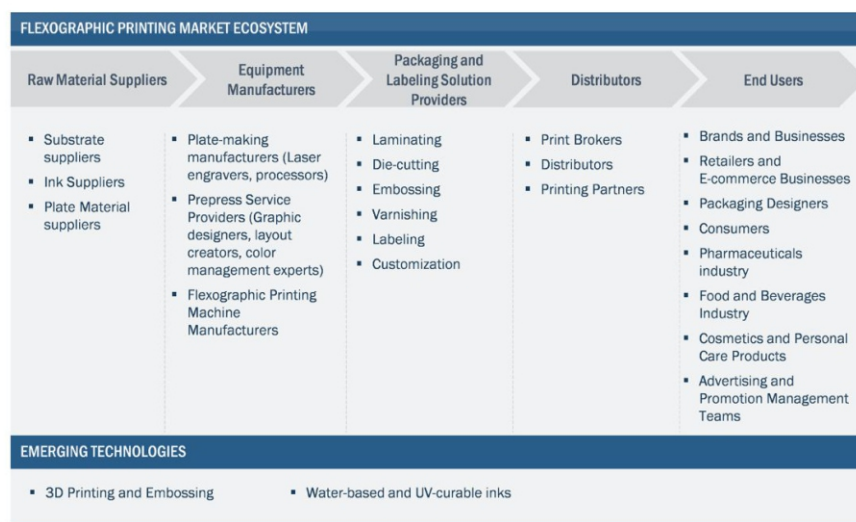 FLEXOGRAPHIC PRINTING MARKET ECOSYSTEM
Raw Material Suppliers
Equipment
Manufacturers
Packaging and
Labeling Solution
Providers
Distributors
End Users
▪ Substrate
suppliers
▪ Ink Suppliers
▪ Plate Material
suppliers
▪ Plate-making
manufacturers (Laser
engravers, processors)
▪ Prepress Service
Providers (Graphic
designers, layout
creators, color
management experts)
▪ Flexographic Printing
Machine
Manufacturers
▪ Laminating
▪ Die-cutting
▪ Embossing
▪ Varnishing
▪ Labeling
▪ Customization
▪ Print Brokers
▪ Distributors
▪ Printing Partners
▪ Brands and Businesses
▪ Retailers and
E-commerce Businesses
▪ Packaging Designers
▪ Consumers
▪ Pharmaceuticals
industry
▪ Food and Beverages
Industry
▪ Cosmetics and Personal
Care Products
▪ Advertising and
Promotion Management
Teams
EMERGING TECHNOLOGIES
▪ 3D Printing and Embossing
▪ Water-based and UV-curable inks